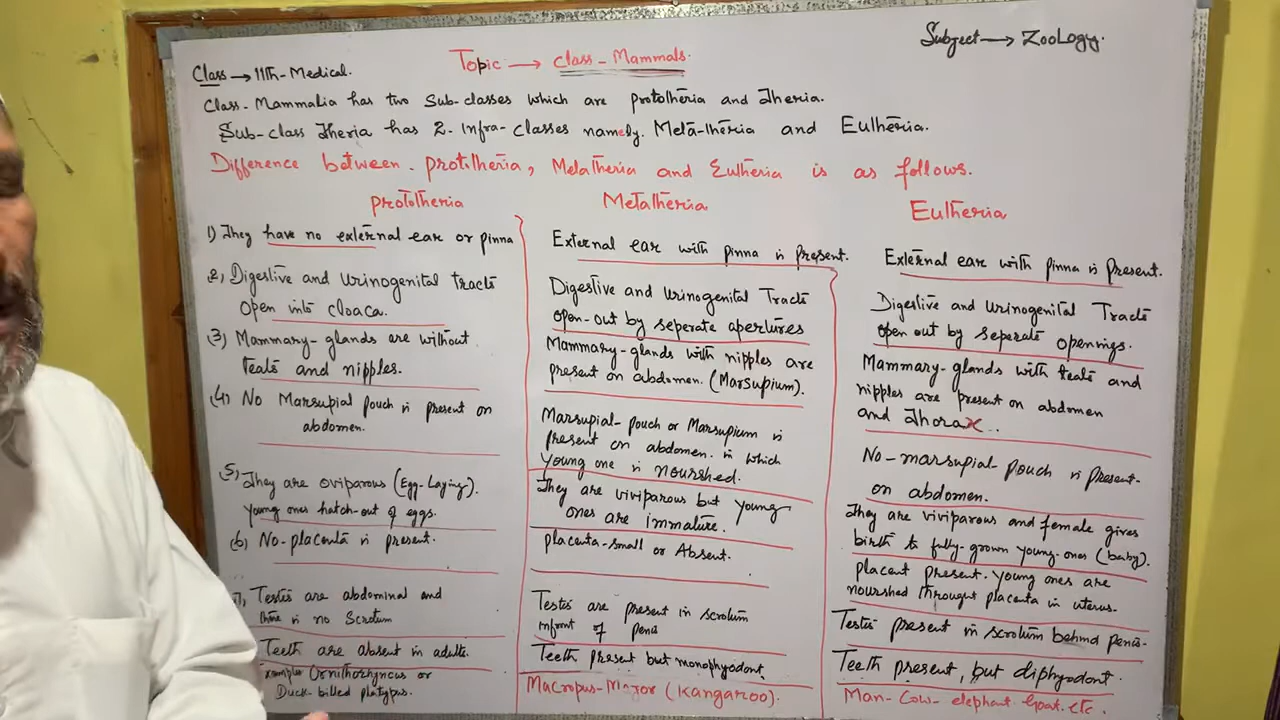 Subject → Zoology.
Class → 11th-Medical.
Topic → class-Mammals.
Class-Mammalia has two Sub-classes which are prototheria and Theria.
Sub-class Theria has 2-Infra-classes namely. Meta-theria and Eutheria.
Difference between. protitheria, Metatheria and Eutheria is as follows.
prototheria
1) They have no external ear or pinna
2) Digestive and Urinogenital tracts
open into cloaca.
(3) Mammary-glands are without
teats and nipples.
(4) No Marsupial pouch is present on
abdomen.
(5) They are oviparous (Egg-Laying).
Young ones hatch-out of eggs.
(6) No-placenta is present.
7) Testis are abdominal and
there is no Scrotum
Teeth are absent in adults.
Example Ornithorhyncus or
Duck-billed platypus.
Metatheria
External ear with pinna is present.
Digestive and Urinogenital Tracts
open-out by seperate apertures
Mammary-glands with nipples are
present on abdomen. (Marsupium).
Marsupial-pouch or Marsupium is
present on abdomen. in which
Young one is nourshed.
They are viviparous but young
ones are immature.
placenta-small or Absent.
Testis are present in scrotum
infront of penis
Teeth present but monophyodont
Macropus-Major (Kangaroo).
Eutheria
External ear with pinna is present.
Digestive and Urinogenital Tracts
open out by seperate openings.
Mammary-glands with teats and
nipples are present on abdomen
and Thorax..
No-marsupial-pouch is present-
on abdomen.
They are viviparous and female gives
birth to fully-grown young-ones (baby).
placent present. Young ones are
nourshed throught placenta in uterus.
Testis present in scrotum behind penis-
Teeth present, but diphyodont.
Man-Cow-elephant Goat.etc.